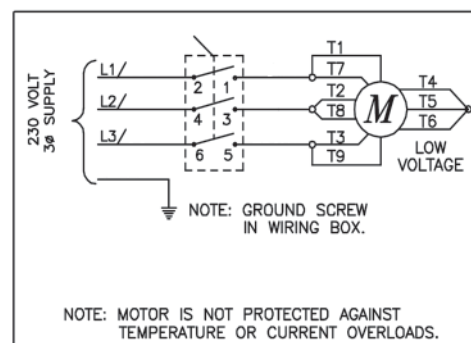 230 VOLT
3ø SUPPLY
L1/
L2/
L3/
2 1
4 3
6 5
T1
T7
T2
T8
T3
T9
M
T4
T5
T6
LOW
VOLTAGE
NOTE: GROUND SCREW
IN WIRING BOX.
NOTE: MOTOR IS NOT PROTECTED AGAINST
TEMPERATURE OR CURRENT OVERLOADS.